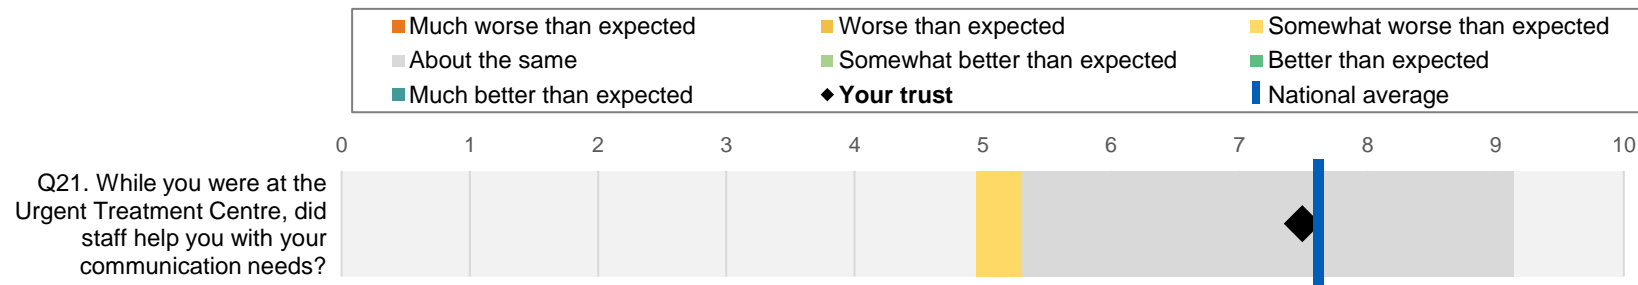 Much worse than expected
Worse than expected
Somewhat worse than expected
About the same
Somewhat better than expected
Better than expected
Much better than expected
Your trust
National average
0 1 2 3 4 5 6 7 8 9 10
Q21. While you were at the
Urgent Treatment Centre, did
staff help you with your
communication needs?